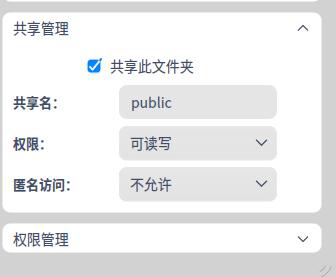 共享管理
共享此文件夹
共享名：
public
权限：
可读写
匿名访问：
不允许
权限管理